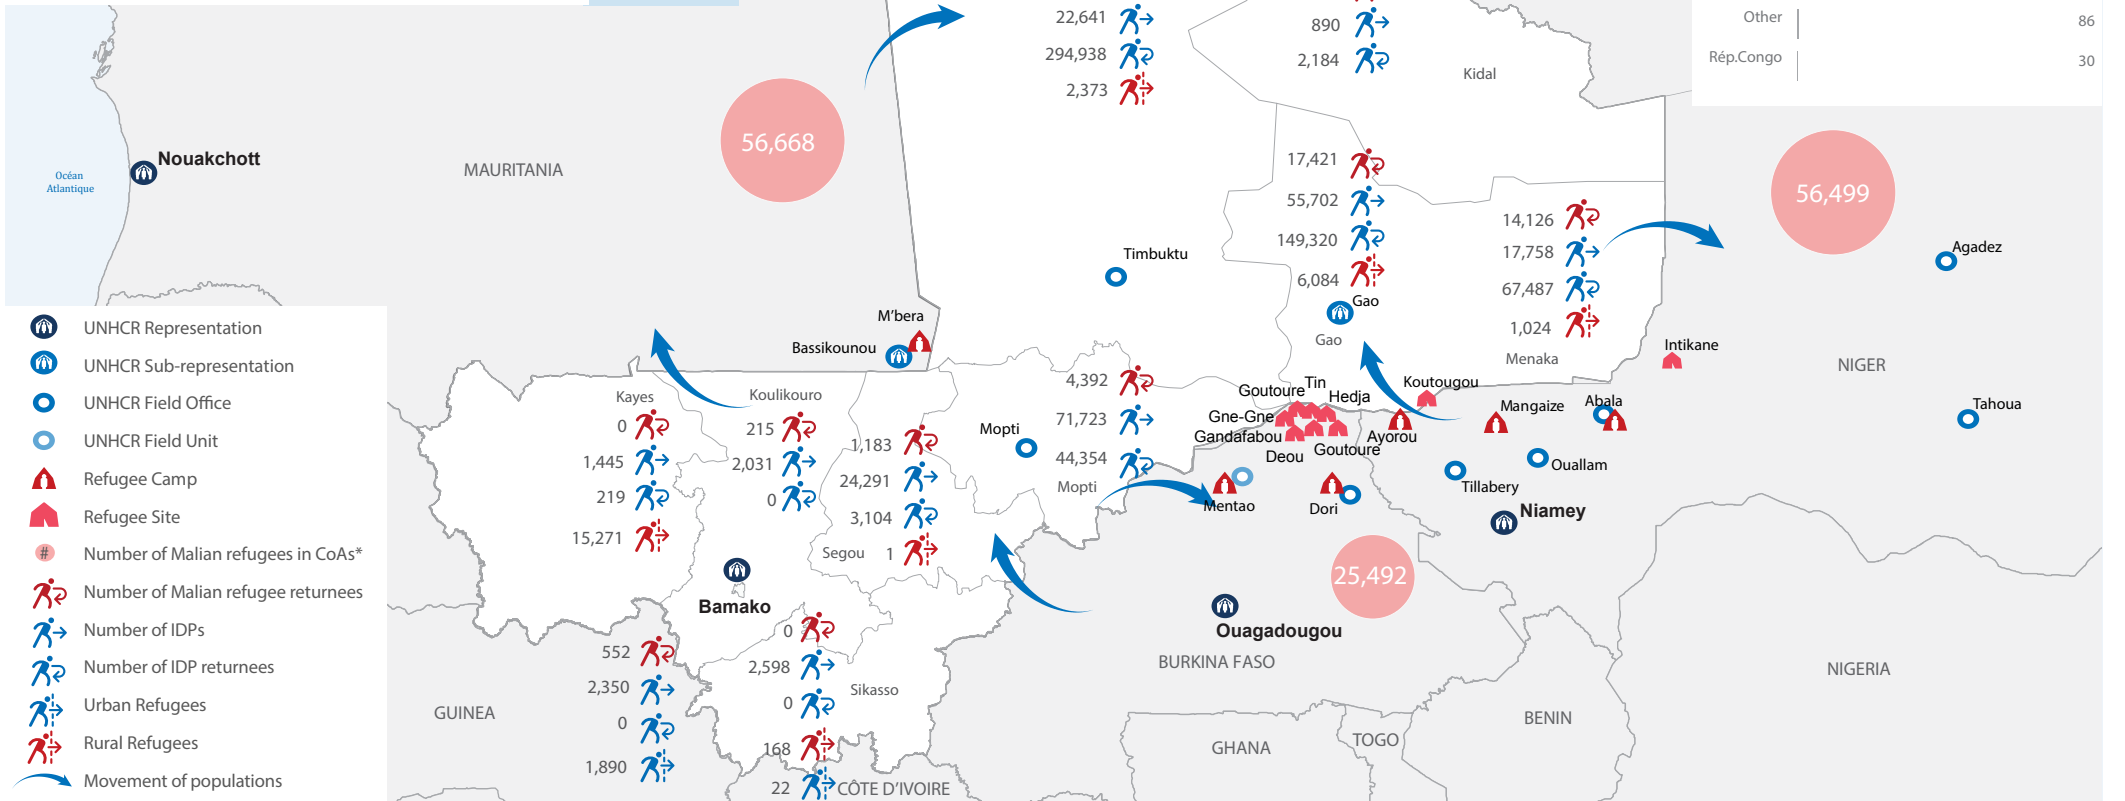 22,641
294,938
2,373
890
2,184
Kidal
Other 86
Rép.Congo 30
56,668
Nouakchott
Océan
Atlantique
MAURITANIA
17,421
55,702
149,320
6,084
Gao
Gao
14,126
17,758
67,487
1,024
Menaka
56,499
Agadez
Timbuktu
M'bera
Bassikounou
Intikane
NIGER
Tahoua
UNHCR Representation
UNHCR Sub-representation
UNHCR Field Office
UNHCR Field Unit
Refugee Camp
Refugee Site
# Number of Malian refugees in CoAs*
Number of Malian refugee returnees
Number of IDPs
Number of IDP returnees
Urban Refugees
Rural Refugees
Movement of populations
Kayes
0
1,445
219
15,271
Koulikouro
215
2,031
0
1,183
24,291
3,104
Segou 1
Mopti
4,392
71,723
44,354
Mopti
Goutoure
Tin
Hedja
Gne-Gne
Gandafabou
Deou
Goutoure
Koutougou
Ayorou
Mangaize
Abala
Ouallam
Tillabery
Niamey
Mentao
Dori
25,492
Bamako
Ouagadougou
BURKINA FASO
552
2,350
0
1,890
0
2,598
0
168
22
Sikasso
GUINEA
CÔTE D'IVOIRE
GHANA
TOGO
BENIN
NIGERIA